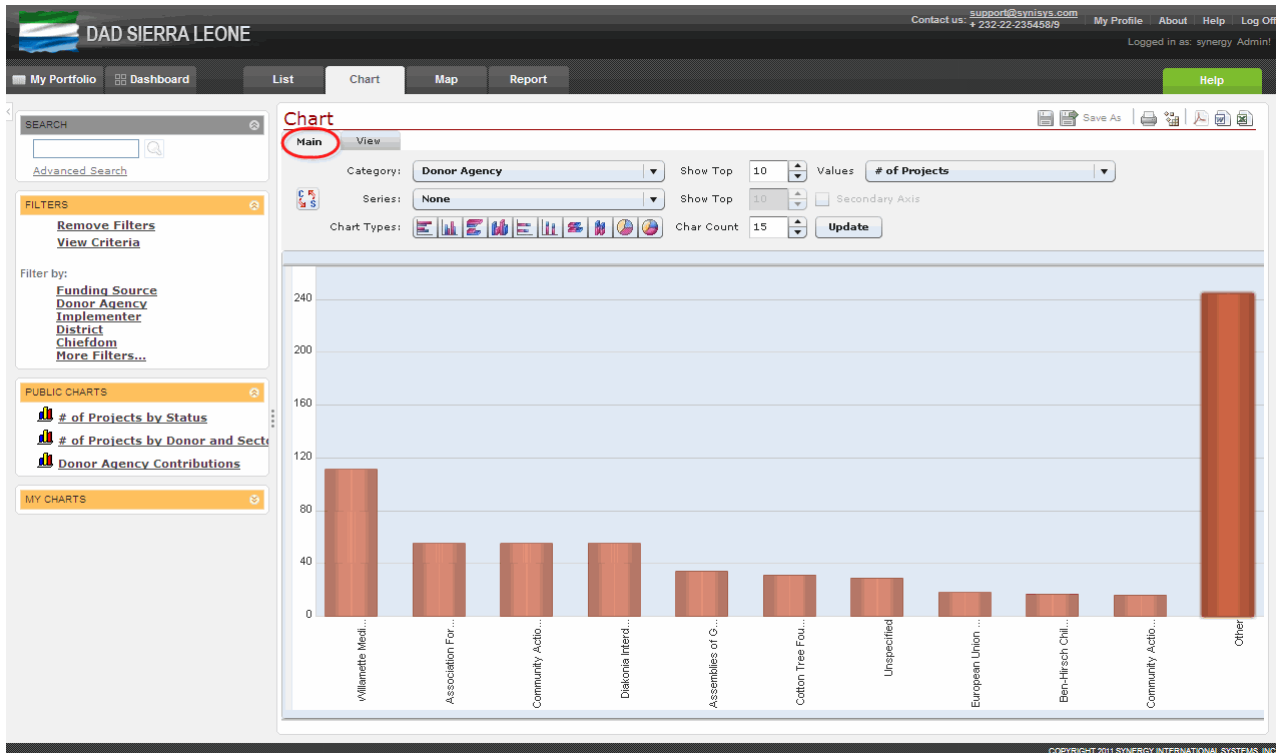 DAD SIERRA LEONE
Contact us: support@synisys.com
+ 232-22-235458/9
My Profile About Help Log Off
Logged in as: synergy Admin!
My Portfolio Dashboard List Chart Map Report Help
SEARCH
Advanced Search
FILTERS
Remove Filters
View Criteria
Filter by:
Funding Source
Donor Agency
Implementer
District
Chiefdom
More Filters...
PUBLIC CHARTS
# of Projects by Status
# of Projects by Donor and Secto
Donor Agency Contributions
MY CHARTS
Chart
Save As
Main View
Category: Donor Agency Show Top 10 Values # of Projects
Series: None Show Top 10 Secondary Axis
Chart Types: Char Count 15 Update
240
200
160
120
80
40
0
Willamette Medi...
Association For...
Community Actio...
Diakonia Interd...
Assemblies of G...
Cotton Tree Fou...
Unspecified
European Union ...
Ben-Hirsch Chil...
Community Actio...
Other
COPYRIGHT 2011 SYNERGY INTERNATIONAL SYSTEMS, INC